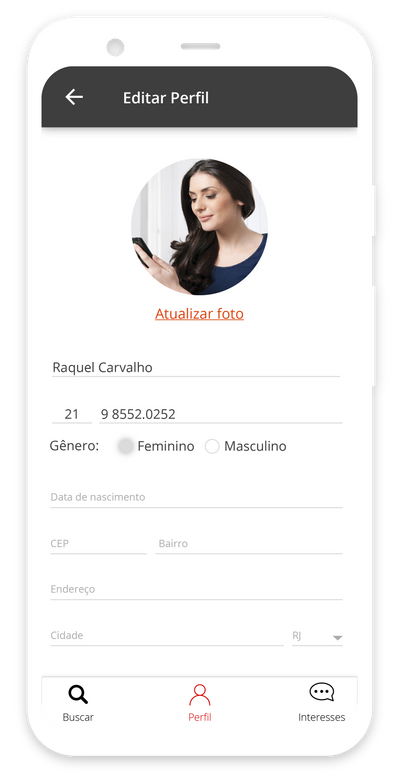 Editar Perfil
Atualizar foto
Raquel Carvalho
21 9 8552.0252
Gênero: Feminino Masculino
Data de nascimento
CEP Bairro
Endereço
Cidade RJ
Buscar Perfil Interesses